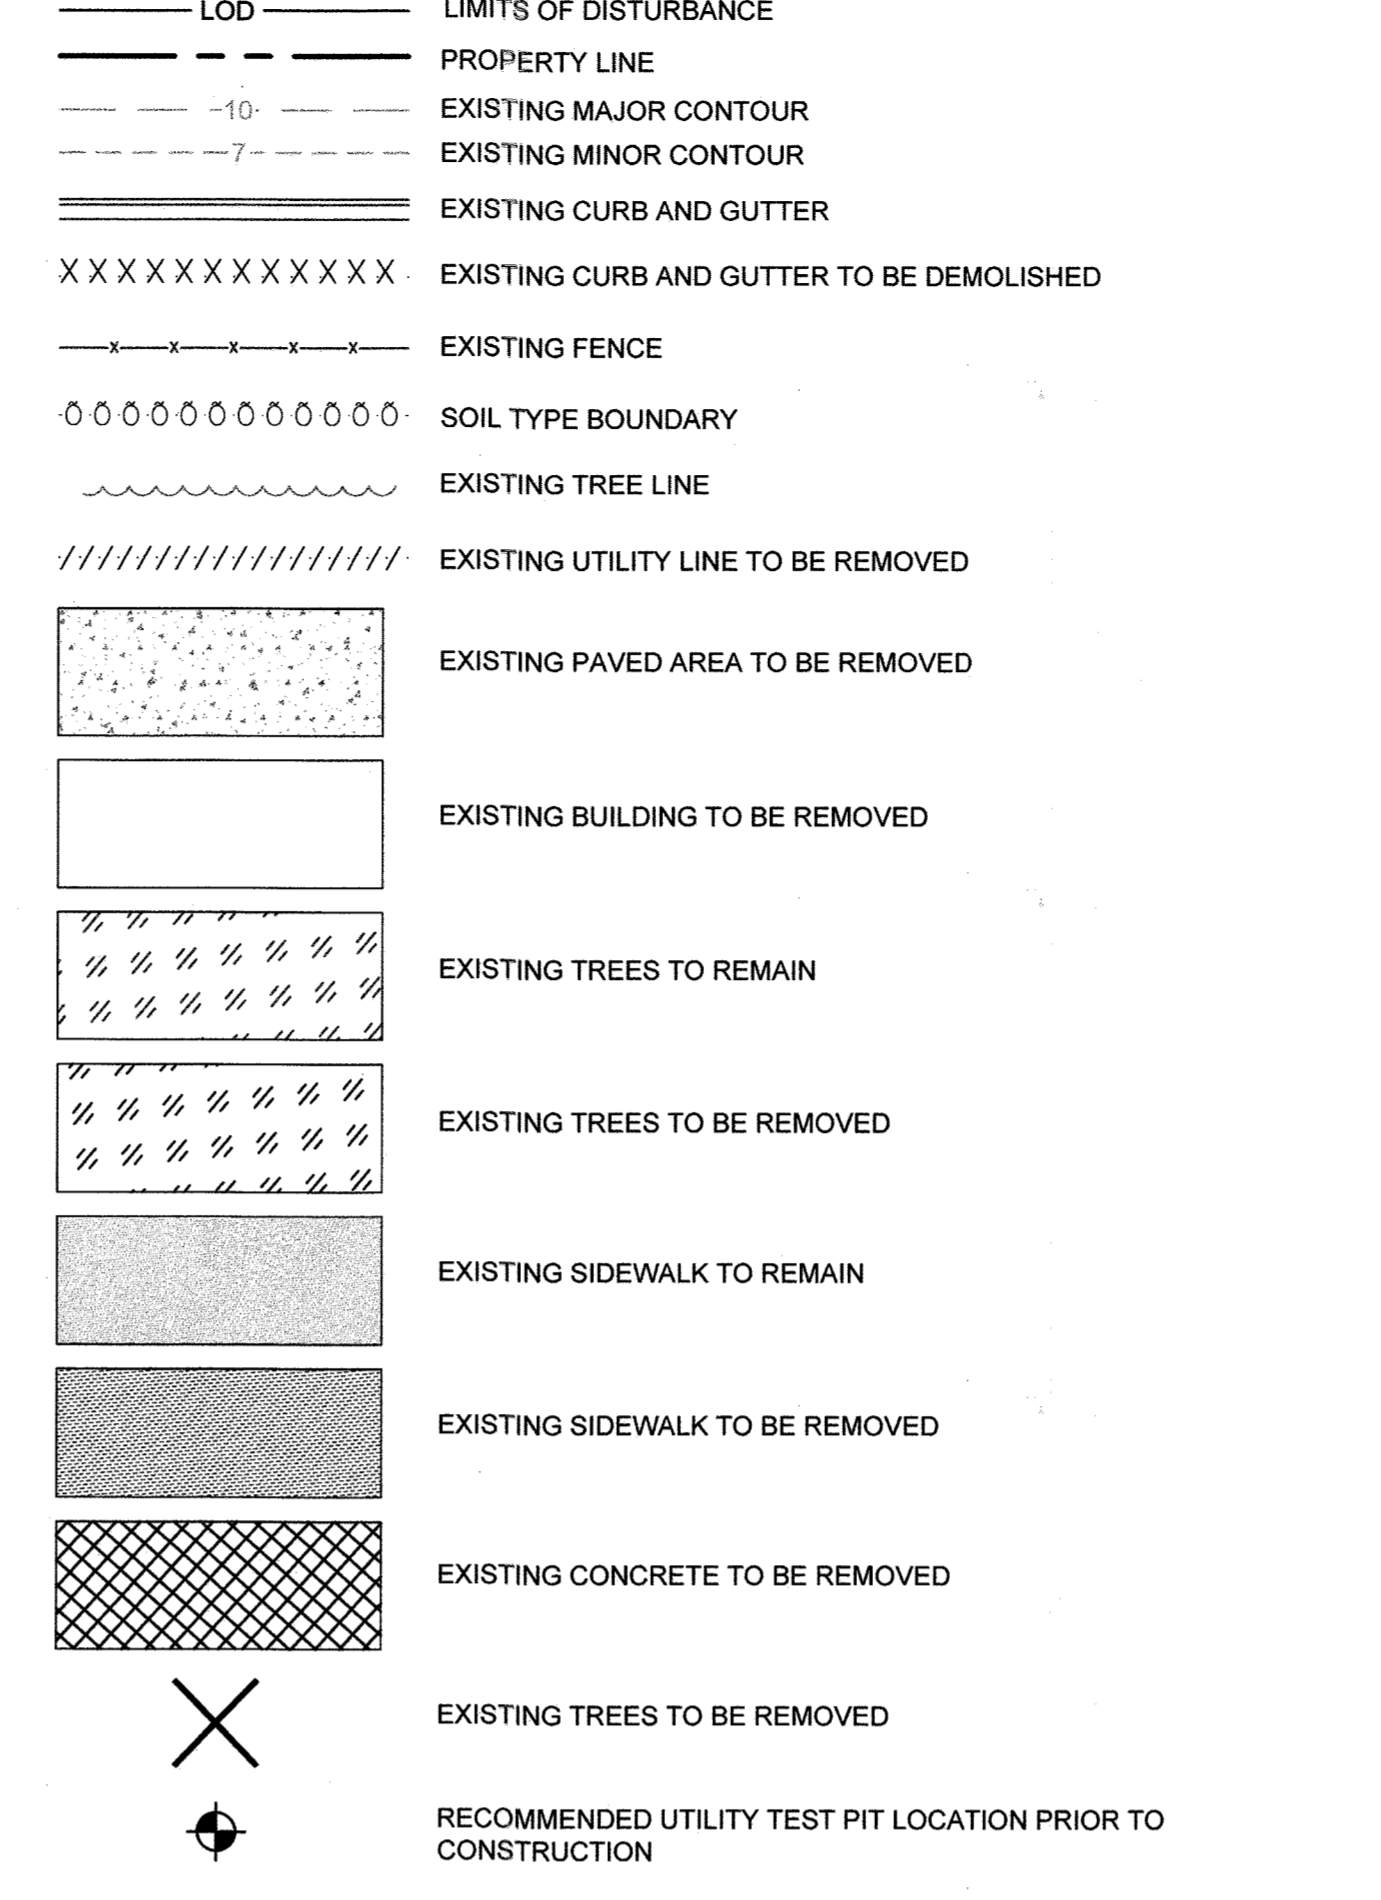 LOD LIMITS OF DISTURBANCE
PROPERTY LINE
10 EXISTING MAJOR CONTOUR
7 EXISTING MINOR CONTOUR
EXISTING CURB AND GUTTER
EXISTING CURB AND GUTTER TO BE DEMOLISHED
EXISTING FENCE
SOIL TYPE BOUNDARY
EXISTING TREE LINE
EXISTING UTILITY LINE TO BE REMOVED
EXISTING PAVED AREA TO BE REMOVED
EXISTING BUILDING TO BE REMOVED
EXISTING TREES TO REMAIN
EXISTING TREES TO BE REMOVED
EXISTING SIDEWALK TO REMAIN
EXISTING SIDEWALK TO BE REMOVED
EXISTING CONCRETE TO BE REMOVED
EXISTING TREES TO BE REMOVED
RECOMMENDED UTILITY TEST PIT LOCATION PRIOR TO
CONSTRUCTION